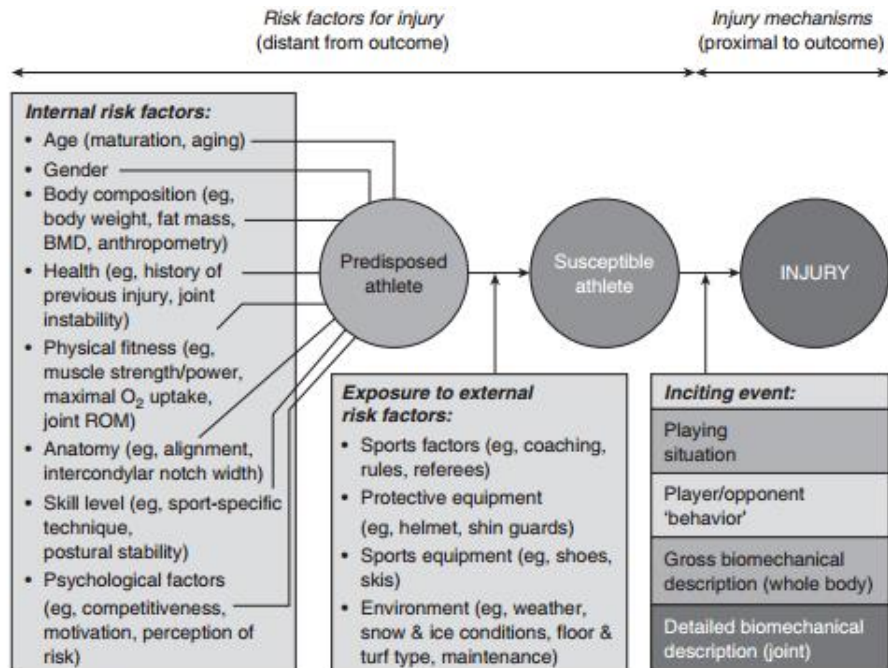 Risk factors for injury
(distant from outcome)
Injury mechanisms
(proximal to outcome)
Internal risk factors:
• Age (maturation, aging)
• Gender
• Body composition (eg,
body weight, fat mass,
BMD, anthropometry)
• Health (eg, history of
previous injury, joint
instability)
• Physical fitness (eg,
muscle strength/power,
maximal O₂ uptake,
joint ROM)
• Anatomy (eg, alignment,
intercondylar notch width)
• Skill level (eg, sport-specific
technique,
postural stability)
• Psychological factors
(eg, competitiveness,
motivation, perception of
risk)
Predisposed
athlete
Susceptible
athlete
INJURY
Exposure to external
risk factors:
• Sports factors (eg, coaching,
rules, referees)
• Protective equipment
(eg, helmet, shin guards)
• Sports equipment (eg, shoes,
skis)
• Environment (eg, weather,
snow & ice conditions, floor &
turf type, maintenance)
Inciting event:
Playing
situation
Player/opponent
‘behavior’
Gross biomechanical
description (whole body)
Detailed biomechanical
description (joint)